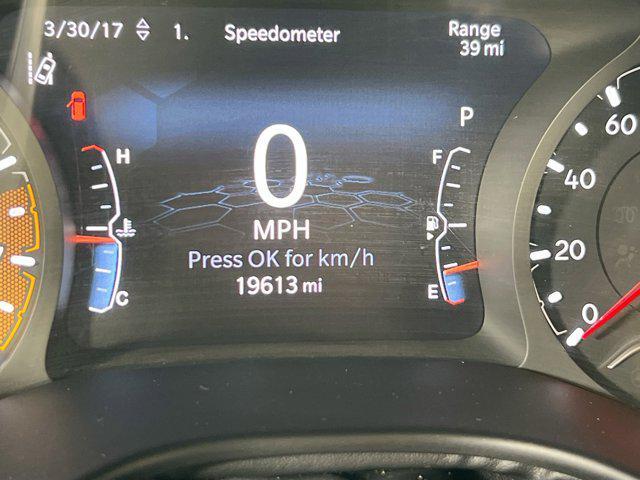 3/30/17 1. Speedometer Range
39 mi
P
H F
0
60
40
MPH
Press OK for km/h
20
19613 mi
C E
0